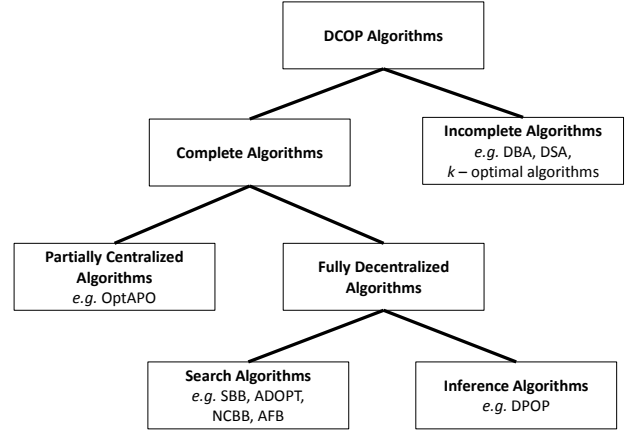 DCOP Algorithms
Complete Algorithms
Incomplete Algorithms
e.g. DBA, DSA,
k – optimal algorithms
Partially Centralized
Algorithms
e.g. OptAPO
Fully Decentralized
Algorithms
Search Algorithms
e.g. SBB, ADOPT,
NCBB, AFB
Inference Algorithms
e.g. DPOP